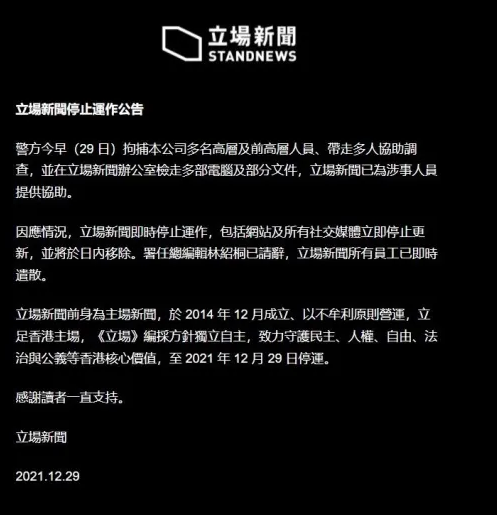 立場新聞
STANDNEWS
立場新聞停止運作公告
警方今早（29 日）拘捕本公司多名高層及前高層人員、帶走多人協助調
查，並在立場新聞辦公室檢走多部電腦及部分文件，立場新聞已為涉事人員
提供協助。
因應情況，立場新聞即時停止運作，包括網站及所有社交媒體立即停止更
新，並將於日內移除。署任總編輯林紹桐已請辭，立場新聞所有員工已即時
遣散。
立場新聞前身為主場新聞，於 2014 年 12 月成立、以不牟利原則營運，立
足香港主場，《立場》編採方針獨立自主，致力守護民主、人權、自由、法
治與公義等香港核心價值，至 2021 年 12 月 29 日停運。
感謝讀者一直支持。
立場新聞
2021.12.29